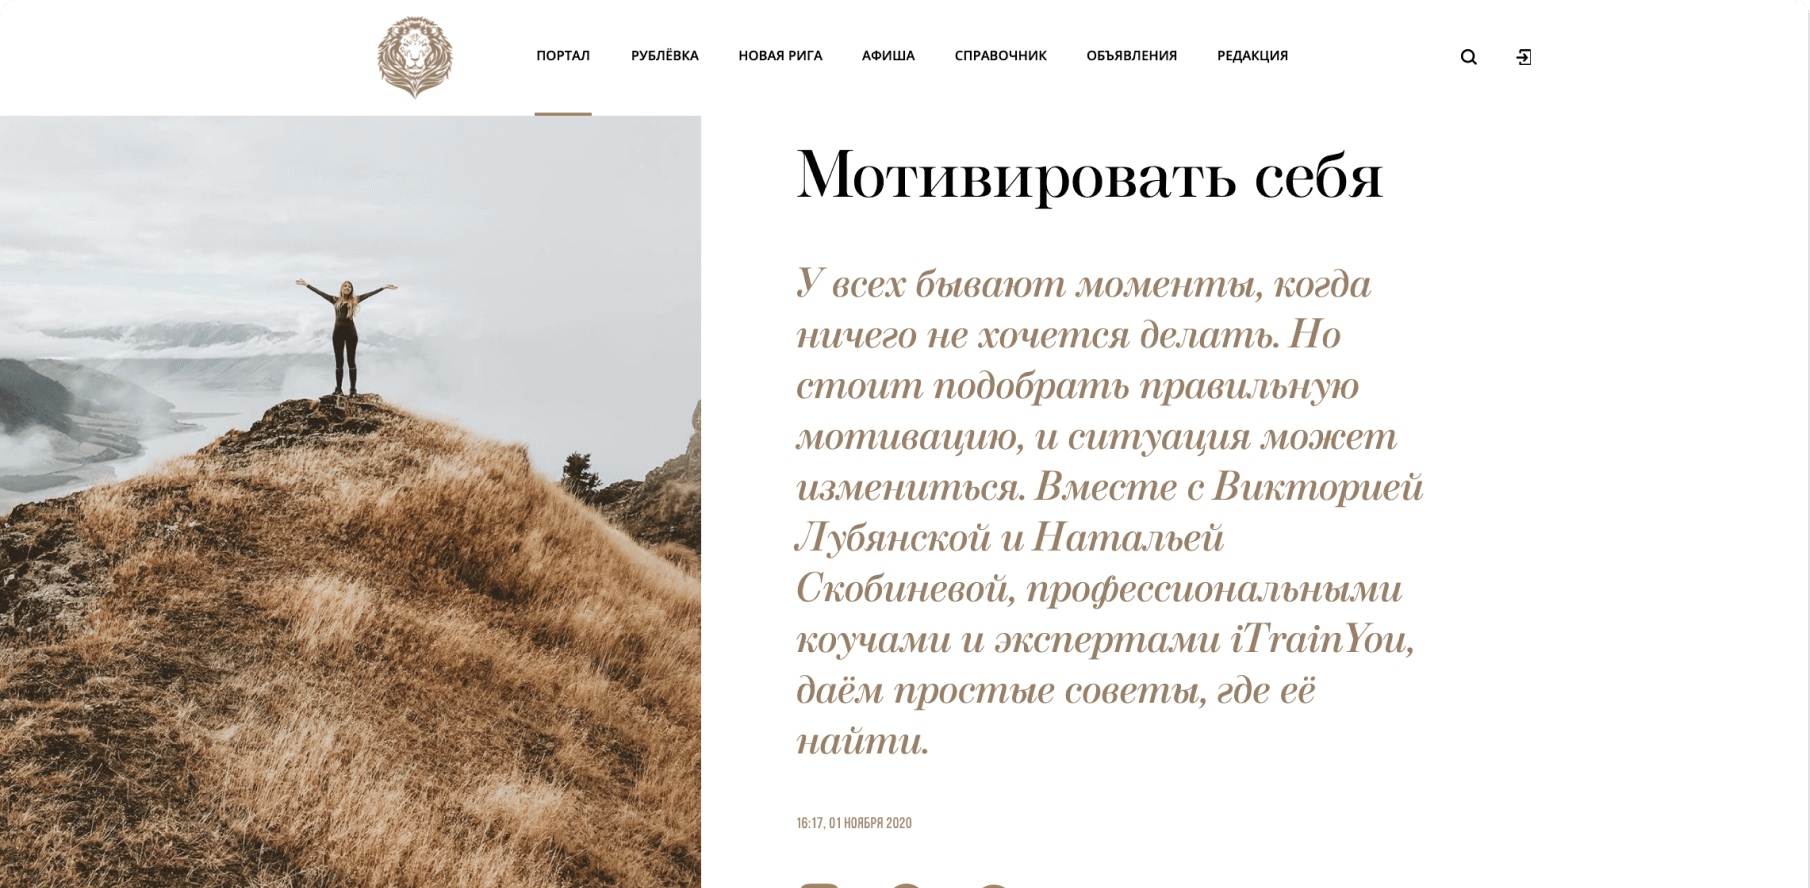 ПОРТАЛ РУБЛЁВКА НОВАЯ РИГА АФИША СПРАВОЧНИК ОБЪЯВЛЕНИЯ РЕДАКЦИЯ
Мотивировать себя
У всех бывают моменты, когда
ничего не хочется делать. Но
стоит подобрать правильную
мотивацию, и ситуация может
измениться. Вместе с Викторией
Лубянской и Натальей
Скобиневой, профессиональными
коучами и экспертами iTrainYou,
даём простые советы, где её
найти.
16:17, 01 НОЯБРЯ 2020